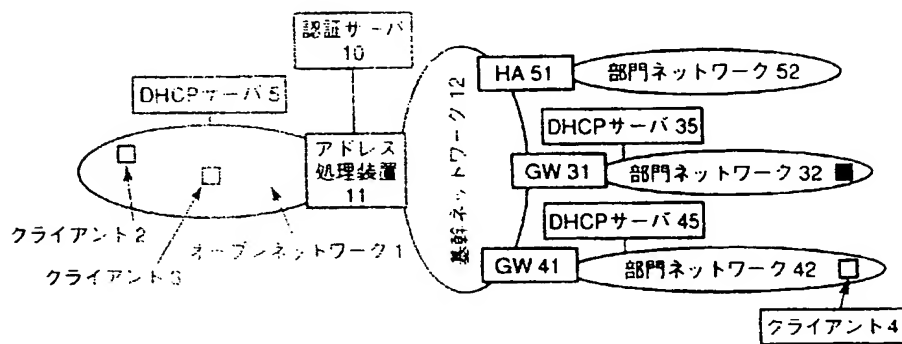 認証サーバ
10
HA 51
部門ネットワーク 52
DHCPサーバ 5
基幹ネットワーク 12
DHCPサーバ 35
アドレス
処理装置
11
GW 31
部門ネットワーク 32
DHCPサーバ 45
クライアント2
オープンネットワーク 1
クライアント3
GW 41
部門ネットワーク 42
クライアント4